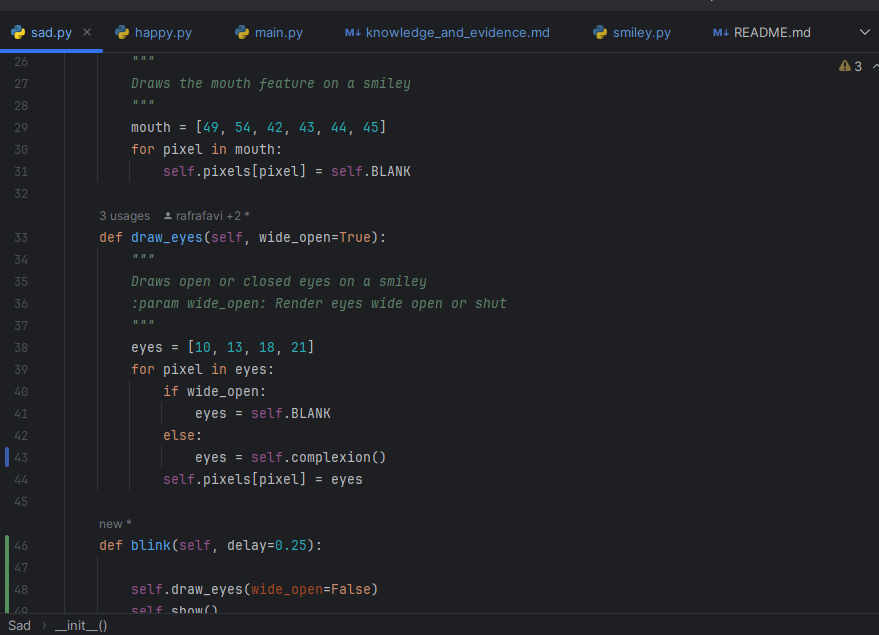 sad.py happy.py main.py M↓ knowledge_and_evidence.md smiley.py M↓ README.md
26 """
3
27 Draws the mouth feature on a smiley
28 """
29 mouth = [49, 54, 42, 43, 44, 45]
30 for pixel in mouth:
31 self.pixels[pixel] = self.BLANK
32
3 usages rafrafavi +2 *
33 def draw_eyes(self, wide_open=True):
34 """
35 Draws open or closed eyes on a smiley
36 :param wide_open: Render eyes wide open or shut
37 """
38 eyes = [10, 13, 18, 21]
39 for pixel in eyes:
40 if wide_open:
41 eyes = self.BLANK
42 else:
43 eyes = self.complexion()
44 self.pixels[pixel] = eyes
45
new *
46 def blink(self, delay=0.25):
47
48 self.draw_eyes(wide_open=False)
49 self.show()
Sad › __init__()